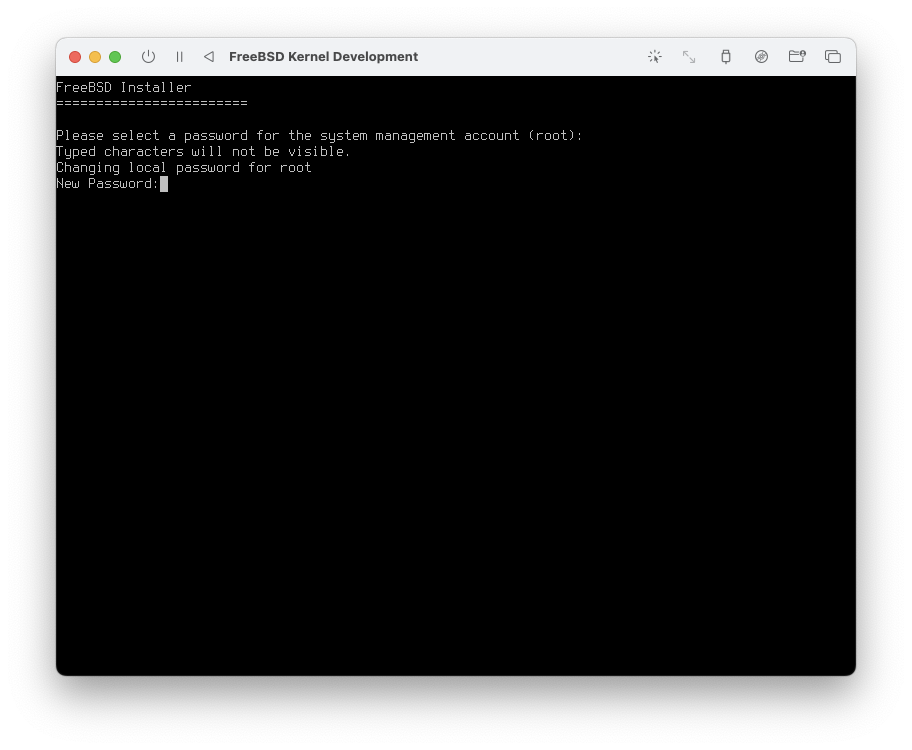 FreeBSD Kernel Development
FreeBSD Installer
========================
Please select a password for the system management account (root):
Typed characters will not be visible.
Changing local password for root
New Password: